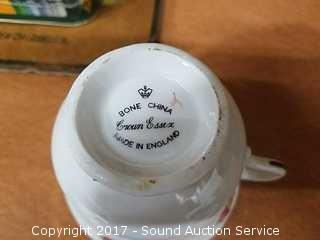 BONE CHINA
Crown Essex
MADE IN ENGLAND
Copyright 2017 - Sound Auction Service